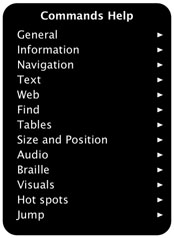 Commands Help
General
Information
Navigation
Text
Web
Find
Tables
Size and Position
Audio
Braille
Visuals
Hot spots
Jump